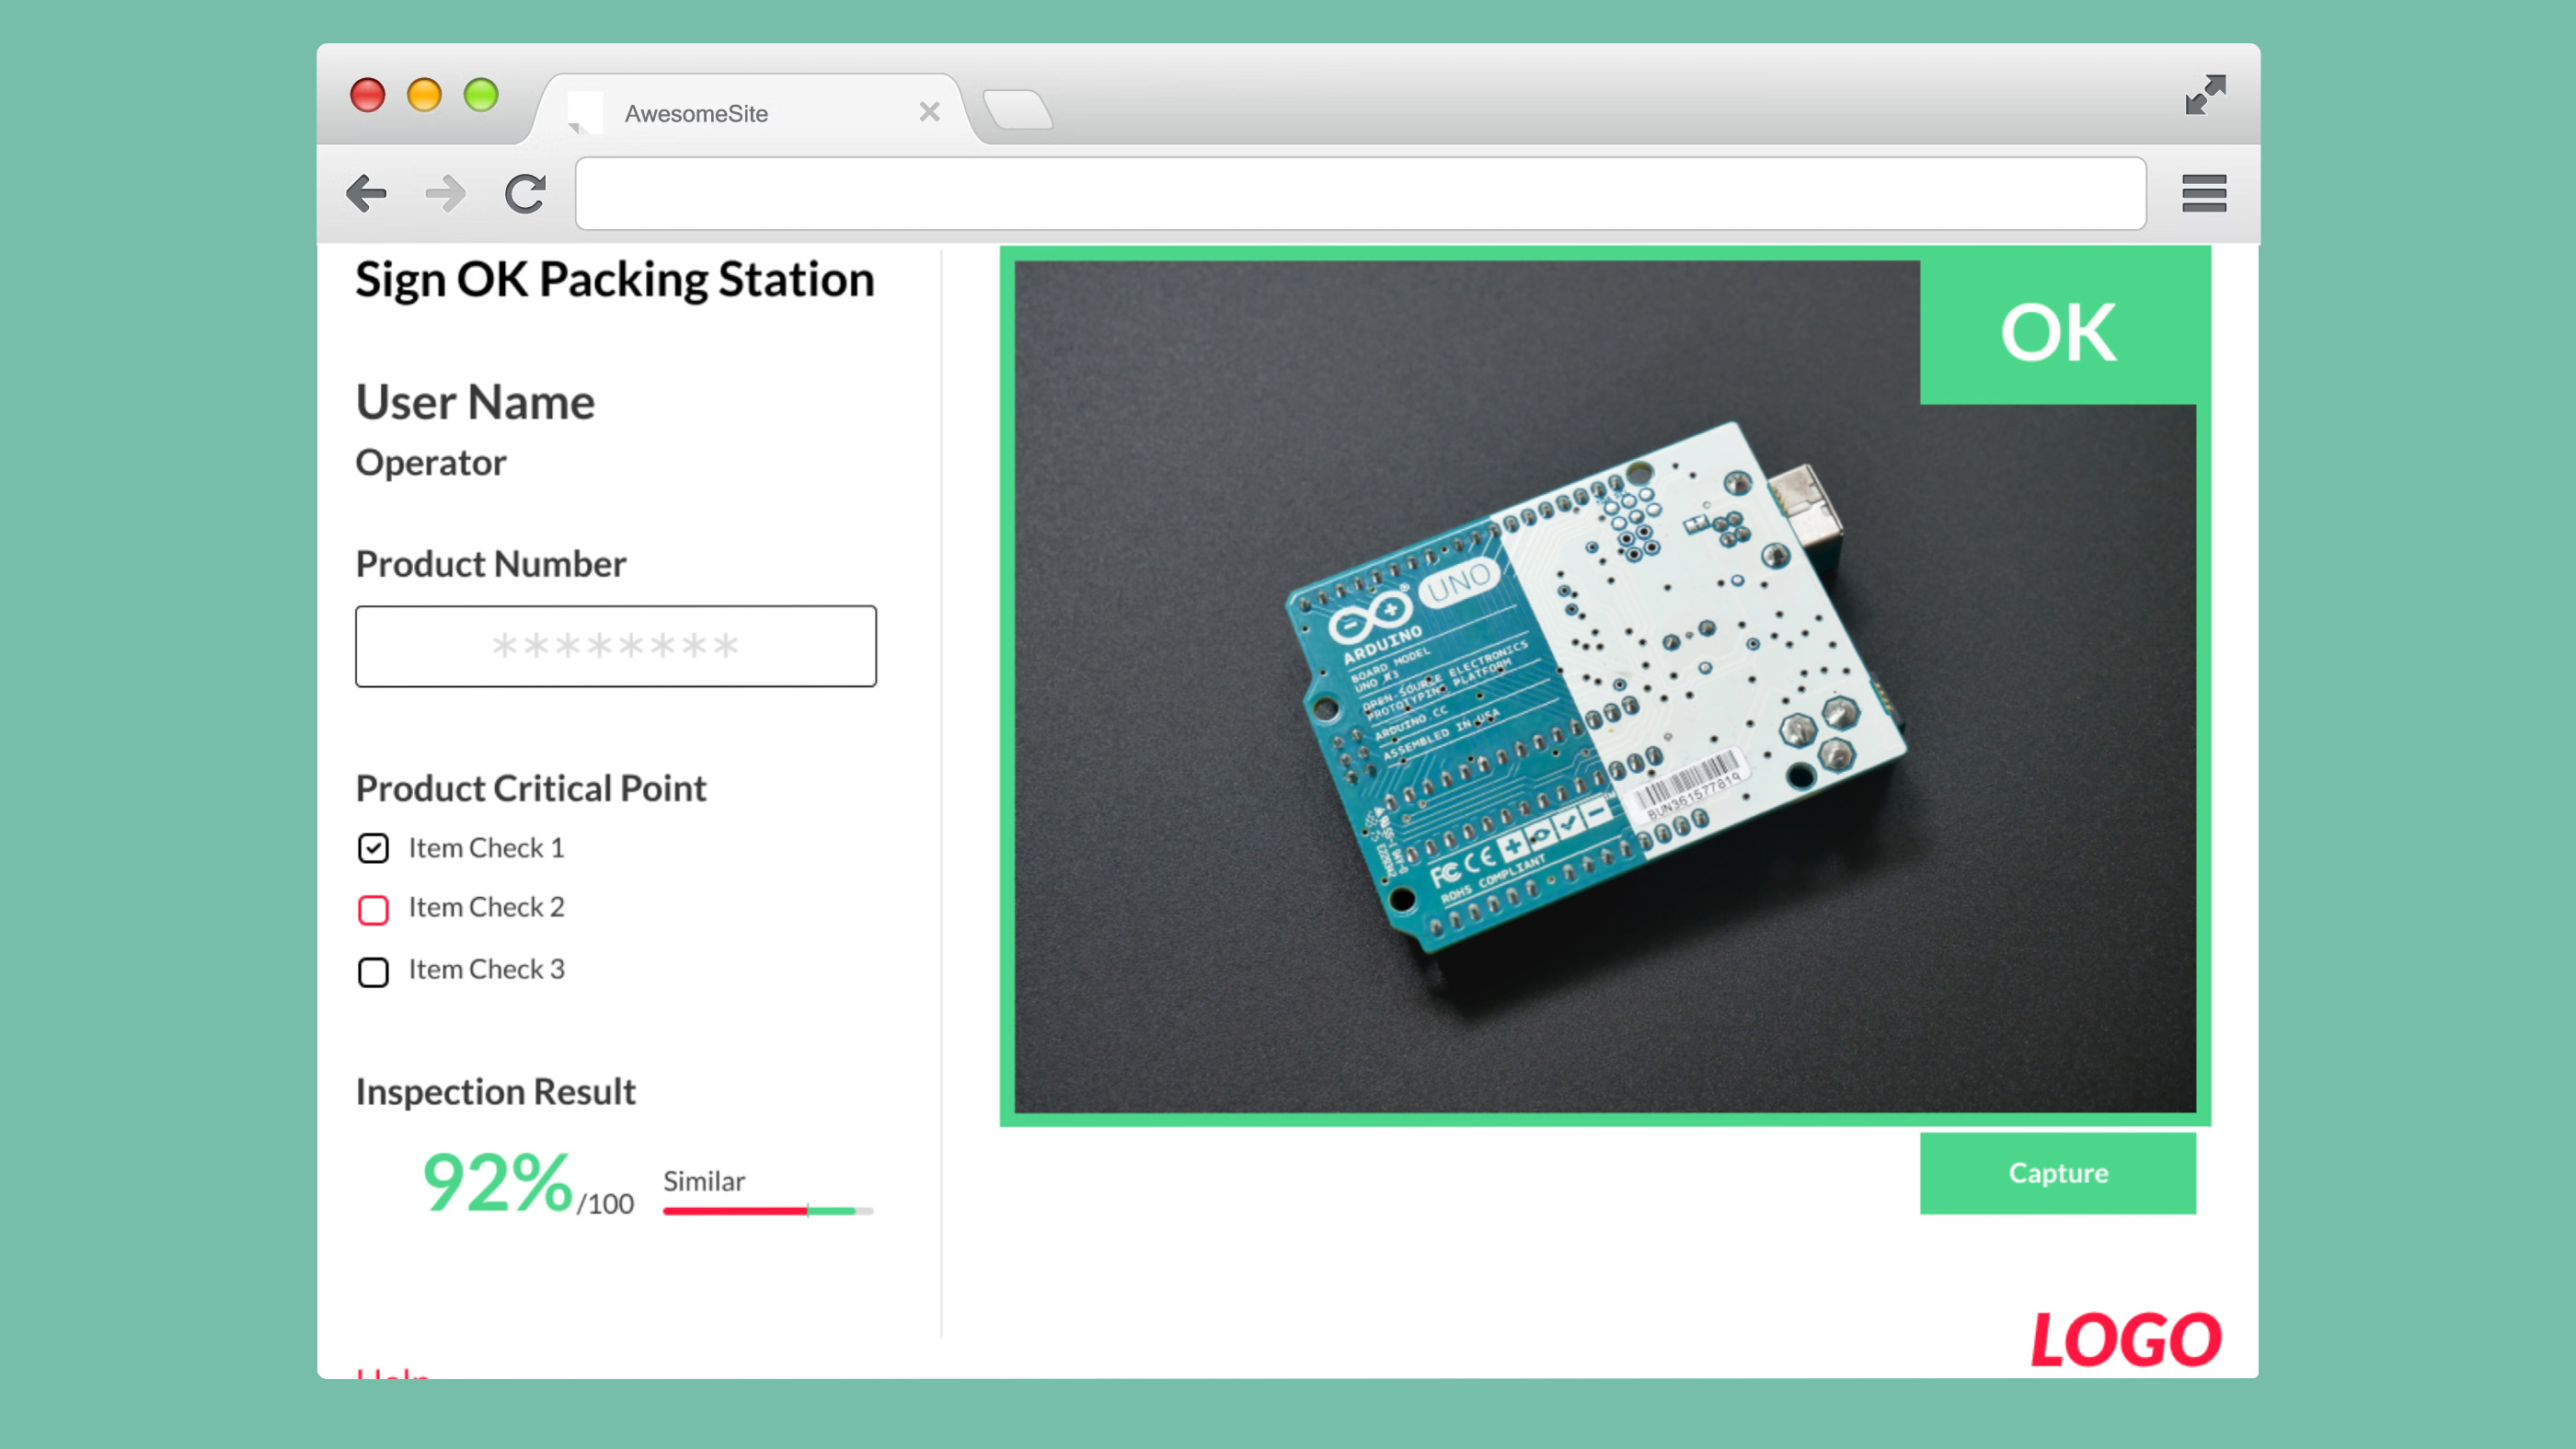 AwesomeSite
Sign OK Packing Station
User Name
Operator
Product Number
********
Product Critical Point
Item Check 1
Item Check 2
Item Check 3
Inspection Result
92%/100
Similar
Help
OK
UNO
ARDUINO
BOARD MODEL
UNO R3
OPEN-SOURCE ELECTRONICS
PROTOTYPING PLATFORM
ARDUINO.CC
ASSEMBLED IN USA
FC CE
ROHS COMPLIANT
BUN361577819
Capture
LOGO